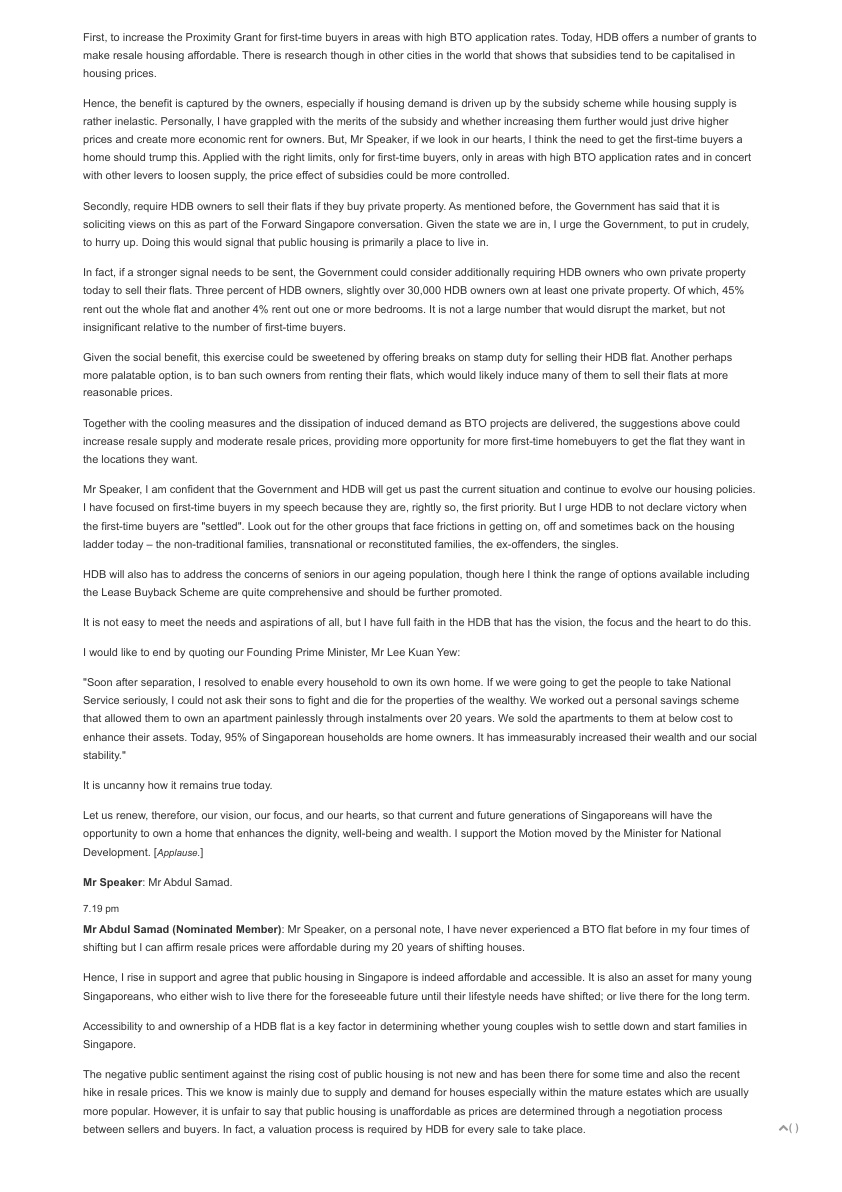 First, to increase the Proximity Grant for first-time buyers in areas with high BTO application rates. Today, HDB offers a number of grants to
make resale housing affordable. There is research though in other cities in the world that shows that subsidies tend to be capitalised in
housing prices.
Hence, the benefit is captured by the owners, especially if housing demand is driven up by the subsidy scheme while housing supply is
rather inelastic. Personally, I have grappled with the merits of the subsidy and whether increasing them further would just drive higher
prices and create more economic rent for owners. But, Mr Speaker, if we look in our hearts, I think the need to get the first-time buyers a
home should trump this. Applied with the right limits, only for first-time buyers, only in areas with high BTO application rates and in concert
with other levers to loosen supply, the price effect of subsidies could be more controlled.
Secondly, require HDB owners to sell their flats if they buy private property. As mentioned before, the Government has said that it is
soliciting views on this as part of the Forward Singapore conversation. Given the state we are in, I urge the Government, to put in crudely,
to hurry up. Doing this would signal that public housing is primarily a place to live in.
In fact, if a stronger signal needs to be sent, the Government could consider additionally requiring HDB owners who own private property
today to sell their flats. Three percent of HDB owners, slightly over 30,000 HDB owners own at least one private property. Of which, 45%
rent out the whole flat and another 4% rent out one or more bedrooms. It is not a large number that would disrupt the market, but not
insignificant relative to the number of first-time buyers.
Given the social benefit, this exercise could be sweetened by offering breaks on stamp duty for selling their HDB flat. Another perhaps
more palatable option, is to ban such owners from renting their flats, which would likely induce many of them to sell their flats at more
reasonable prices.
Together with the cooling measures and the dissipation of induced demand as BTO projects are delivered, the suggestions above could
increase resale supply and moderate resale prices, providing more opportunity for more first-time homebuyers to get the flat they want in
the locations they want.
Mr Speaker, I am confident that the Government and HDB will get us past the current situation and continue to evolve our housing policies.
I have focused on first-time buyers in my speech because they are, rightly so, the first priority. But I urge HDB to not declare victory when
the first-time buyers are "settled". Look out for the other groups that face frictions in getting on, off and sometimes back on the housing
ladder today – the non-traditional families, transnational or reconstituted families, the ex-offenders, the singles.
HDB will also has to address the concerns of seniors in our ageing population, though here I think the range of options available including
the Lease Buyback Scheme are quite comprehensive and should be further promoted.
It is not easy to meet the needs and aspirations of all, but I have full faith in the HDB that has the vision, the focus and the heart to do this.
I would like to end by quoting our Founding Prime Minister, Mr Lee Kuan Yew:
"Soon after separation, I resolved to enable every household to own its own home. If we were going to get the people to take National
Service seriously, I could not ask their sons to fight and die for the properties of the wealthy. We worked out a personal savings scheme
that allowed them to own an apartment painlessly through instalments over 20 years. We sold the apartments to them at below cost to
enhance their assets. Today, 95% of Singaporean households are home owners. It has immeasurably increased their wealth and our social
stability."
It is uncanny how it remains true today.
Let us renew, therefore, our vision, our focus, and our hearts, so that current and future generations of Singaporeans will have the
opportunity to own a home that enhances the dignity, well-being and wealth. I support the Motion moved by the Minister for National
Development. [Applause.]
Mr Speaker: Mr Abdul Samad.
7.19 pm
Mr Abdul Samad (Nominated Member): Mr Speaker, on a personal note, I have never experienced a BTO flat before in my four times of
shifting but I can affirm resale prices were affordable during my 20 years of shifting houses.
Hence, I rise in support and agree that public housing in Singapore is indeed affordable and accessible. It is also an asset for many young
Singaporeans, who either wish to live there for the foreseeable future until their lifestyle needs have shifted; or live there for the long term.
Accessibility to and ownership of a HDB flat is a key factor in determining whether young couples wish to settle down and start families in
Singapore.
The negative public sentiment against the rising cost of public housing is not new and has been there for some time and also the recent
hike in resale prices. This we know is mainly due to supply and demand for houses especially within the mature estates which are usually
more popular. However, it is unfair to say that public housing is unaffordable as prices are determined through a negotiation process
between sellers and buyers. In fact, a valuation process is required by HDB for every sale to take place.
( )